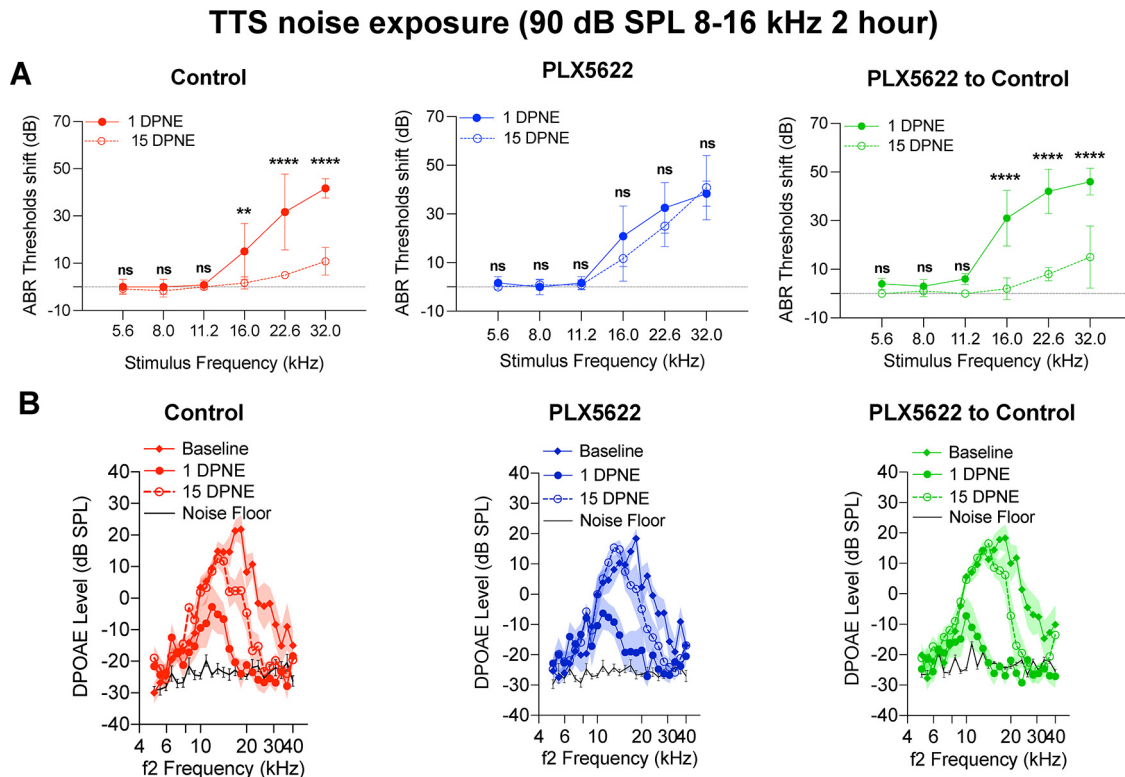 TTS noise exposure (90 dB SPL 8-16 kHz 2 hour)
A
Control
PLX5622
PLX5622 to Control
1 DPNE
15 DPNE
ABR Thresholds shift (dB)
70
50
30
10
-10
ns
ns
ns
**
****
****
5.6
8.0
11.2
16.0
22.6
32.0
Stimulus Frequency (kHz)
1 DPNE
15 DPNE
ABR Thresholds shift (dB)
70
50
30
10
-10
ns
ns
ns
ns
ns
ns
5.6
8.0
11.2
16.0
22.6
32.0
Stimulus Frequency (kHz)
1 DPNE
15 DPNE
ABR Thresholds shift (dB)
70
50
30
10
-10
ns
ns
ns
****
****
****
5.6
8.0
11.2
16.0
22.6
32.0
Stimulus Frequency (kHz)
B
Control
PLX5622
PLX5622 to Control
Baseline
1 DPNE
15 DPNE
Noise Floor
DPOAE Level (dB SPL)
40
30
20
10
0
-10
-20
-30
-40
4 6 10 20 30 40
f2 Frequency (kHz)
Baseline
1 DPNE
15 DPNE
Noise Floor
DPOAE Level (dB SPL)
40
30
20
10
0
-10
-20
-30
-40
4 6 10 20 30 40
f2 Frequency (kHz)
Baseline
1 DPNE
15 DPNE
Noise Floor
DPOAE Level (dB SPL)
40
30
20
10
0
-10
-20
-30
-40
4 6 10 20 30 40
f2 Frequency (kHz)